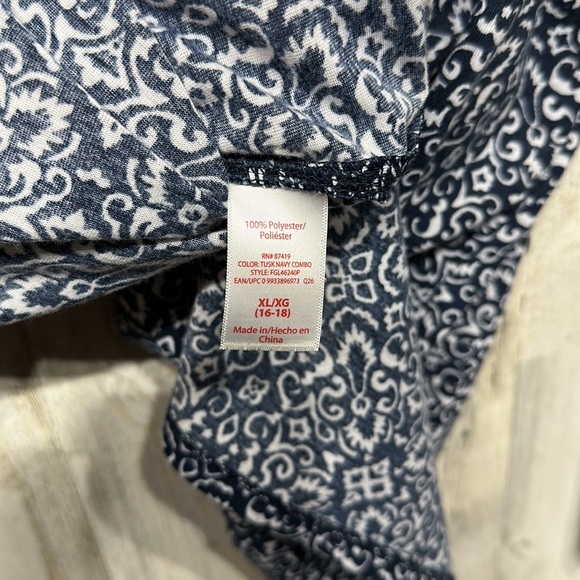 100% Polyester/
Poliéster
RN# 87419
COLOR: TUSK NAVY COMBO
STYLE: FGL46240P
EAN/UPC 0 9933896973 Q26
XL/XG
(16-18)
Made in/Hecho en
China